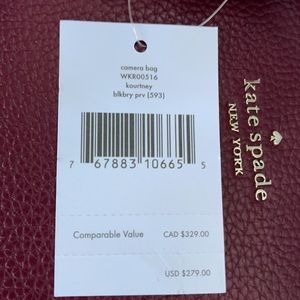 camera bag
WKR00516
kourtney
blkbry prv (593)
7 67883 10665 5
Comparable Value CAD $329.00
USD $279.00
kate spade
NEW YORK